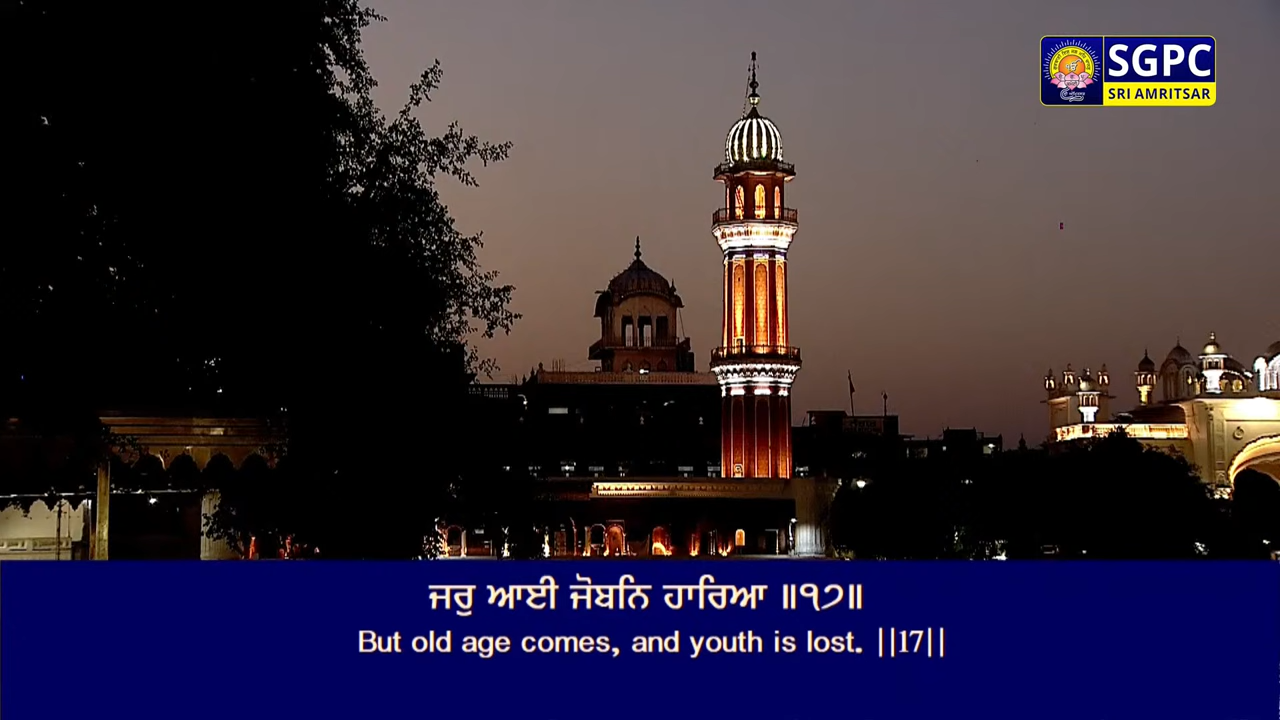 SGPC
SRI AMRITSAR
ਜਰੁ ਆਈ ਜੋਬਨਿ ਹਾਰਿਆ ॥੧੭॥
But old age comes, and youth is lost. ||17||